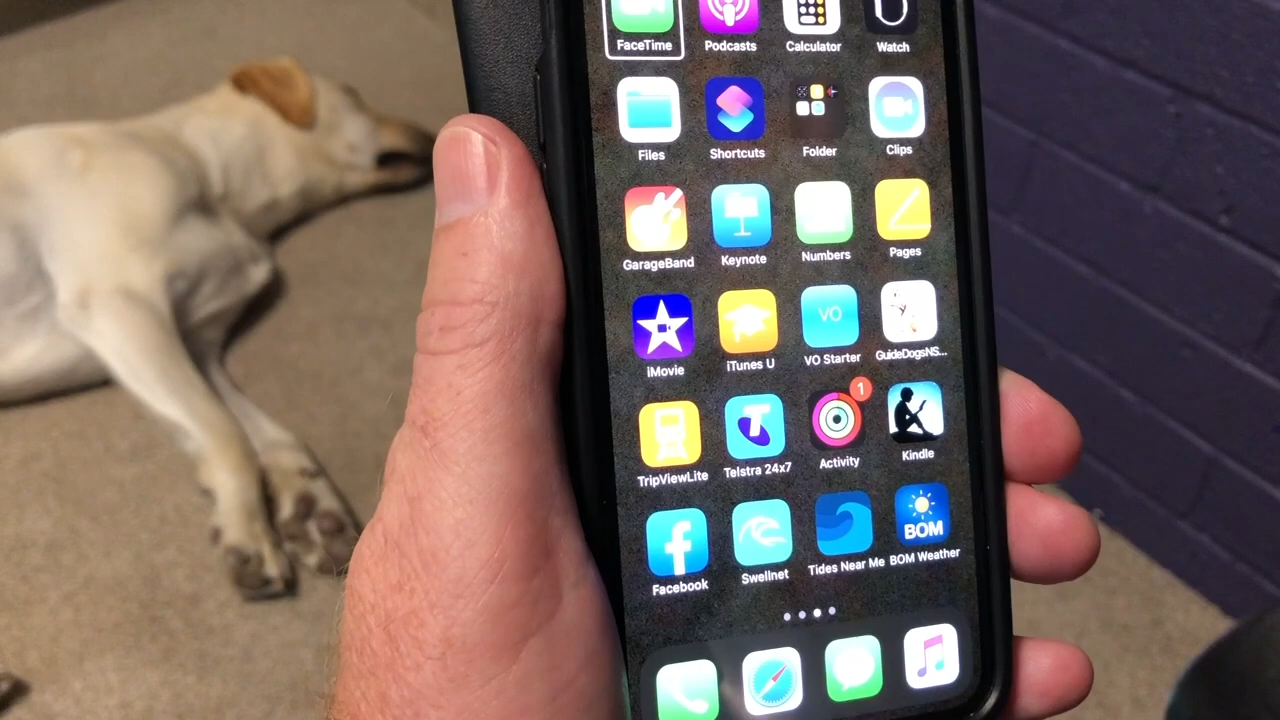 FaceTime Podcasts Calculator Watch
Files Shortcuts Folder Clips
GarageBand Keynote Numbers Pages
VO
iMovie iTunes U VO Starter GuideDogsNS...
1
TripViewLite Telstra 24x7 Activity Kindle
BOM
Facebook Swellnet Tides Near Me BOM Weather